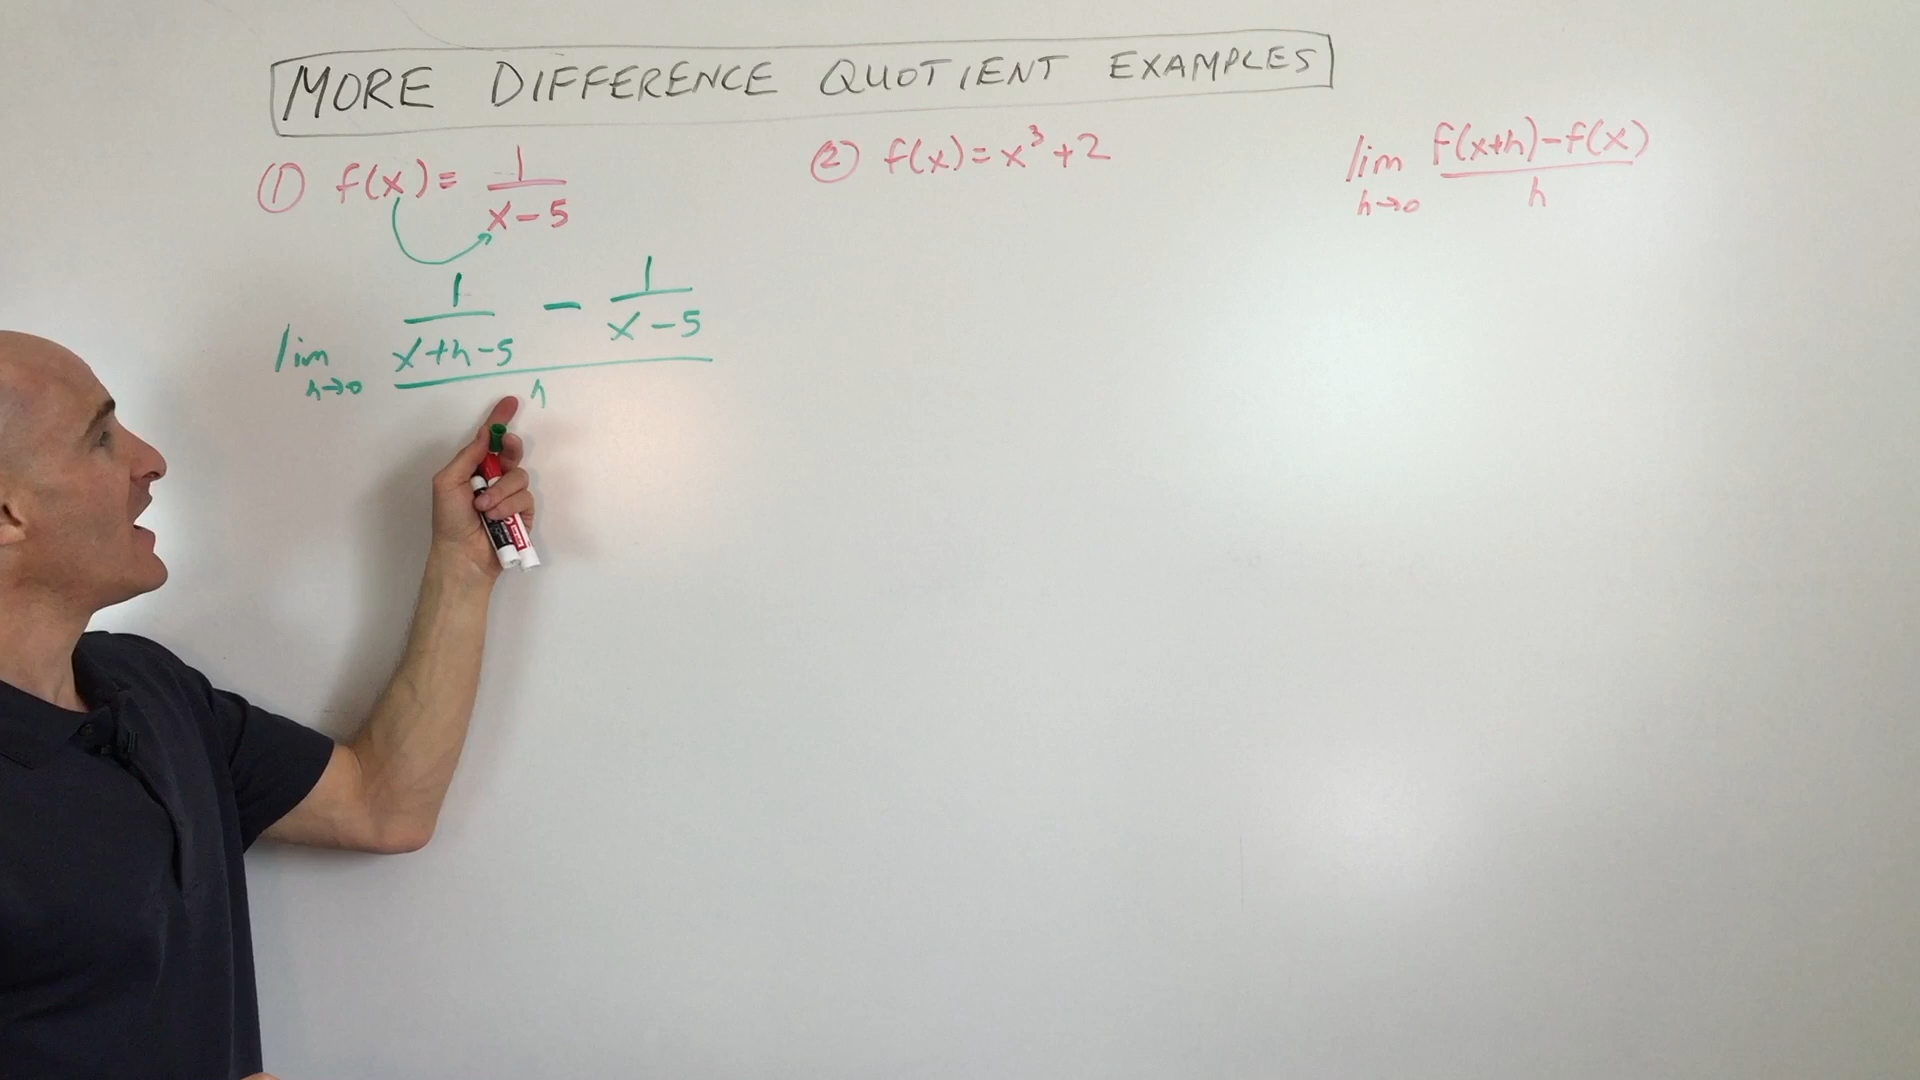 MORE DIFFERENCE QUOTIENT EXAMPLES
① f(x) = 1/(x-5)
② f(x) = x³ + 2
lim h→0 (f(x+h) - f(x))/h
lim h→0 (1/(x+h-5) - 1/(x-5))/h